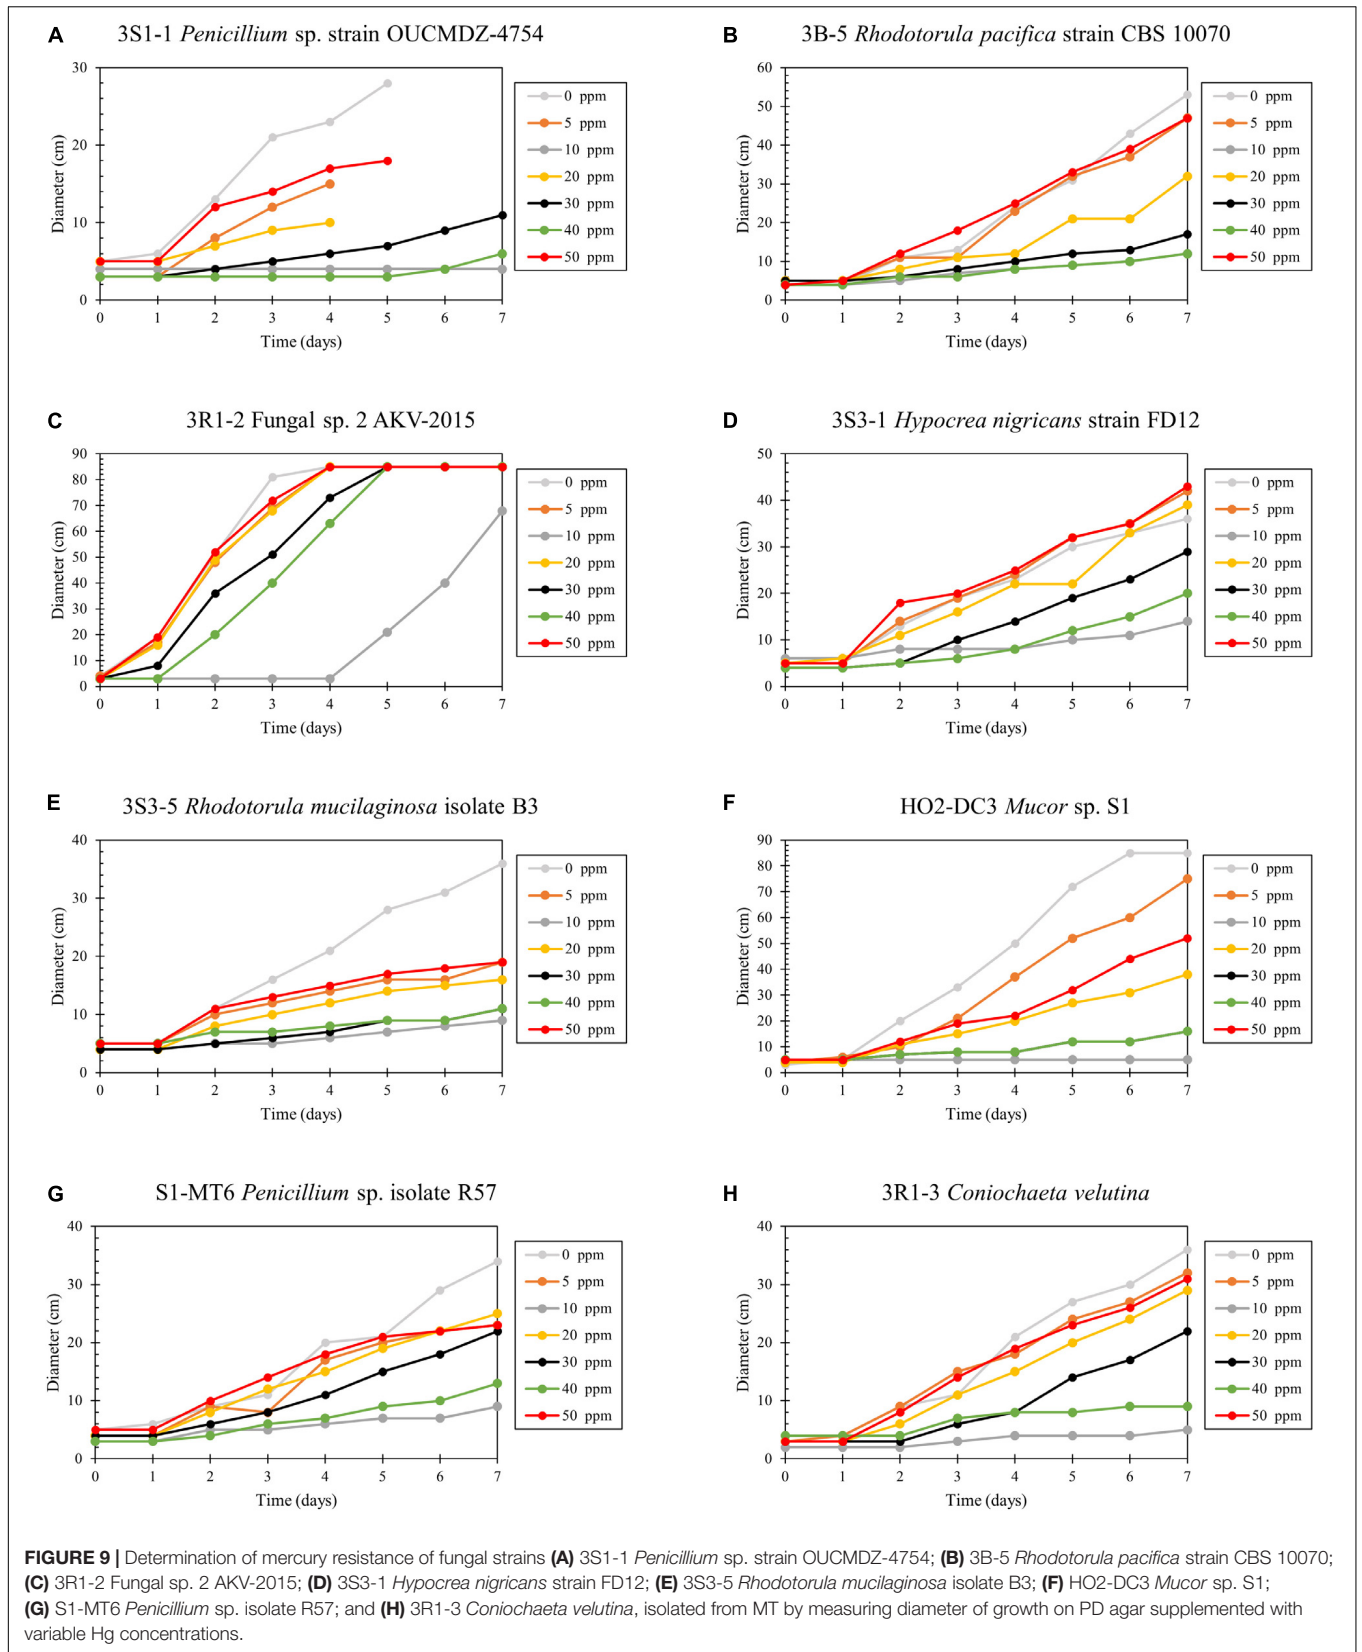 A
3S1-1 Penicillium sp. strain OUCMDZ-4754
30
20
10
0
Diameter (cm)
0 1 2 3 4 5 6 7
Time (days)
0 ppm
5 ppm
10 ppm
20 ppm
30 ppm
40 ppm
50 ppm
B
3B-5 Rhodotorula pacifica strain CBS 10070
60
50
40
30
20
10
0
Diameter (cm)
0 1 2 3 4 5 6 7
Time (days)
0 ppm
5 ppm
10 ppm
20 ppm
30 ppm
40 ppm
50 ppm
C
3R1-2 Fungal sp. 2 AKV-2015
90
80
70
60
50
40
30
20
10
0
Diameter (cm)
0 1 2 3 4 5 6 7
Time (days)
0 ppm
5 ppm
10 ppm
20 ppm
30 ppm
40 ppm
50 ppm
D
3S3-1 Hypocrea nigricans strain FD12
50
40
30
20
10
0
Diameter (cm)
0 1 2 3 4 5 6 7
Time (days)
0 ppm
5 ppm
10 ppm
20 ppm
30 ppm
40 ppm
50 ppm
E
3S3-5 Rhodotorula mucilaginosa isolate B3
40
30
20
10
0
Diameter (cm)
0 1 2 3 4 5 6 7
Time (days)
0 ppm
5 ppm
10 ppm
20 ppm
30 ppm
40 ppm
50 ppm
F
HO2-DC3 Mucor sp. S1
90
80
70
60
50
40
30
20
10
0
Diameter (cm)
0 1 2 3 4 5 6 7
Time (days)
0 ppm
5 ppm
10 ppm
20 ppm
30 ppm
40 ppm
50 ppm
G
S1-MT6 Penicillium sp. isolate R57
40
30
20
10
0
Diameter (cm)
0 1 2 3 4 5 6 7
Time (days)
0 ppm
5 ppm
10 ppm
20 ppm
30 ppm
40 ppm
50 ppm
H
3R1-3 Coniochaeta velutina
40
30
20
10
0
Diameter (cm)
0 1 2 3 4 5 6 7
Time (days)
0 ppm
5 ppm
10 ppm
20 ppm
30 ppm
40 ppm
50 ppm
FIGURE 9 | Determination of mercury resistance of fungal strains (A) 3S1-1 Penicillium sp. strain OUCMDZ-4754; (B) 3B-5 Rhodotorula pacifica strain CBS 10070;
(C) 3R1-2 Fungal sp. 2 AKV-2015; (D) 3S3-1 Hypocrea nigricans strain FD12; (E) 3S3-5 Rhodotorula mucilaginosa isolate B3; (F) HO2-DC3 Mucor sp. S1;
(G) S1-MT6 Penicillium sp. isolate R57; and (H) 3R1-3 Coniochaeta velutina, isolated from MT by measuring diameter of growth on PD agar supplemented with
variable Hg concentrations.